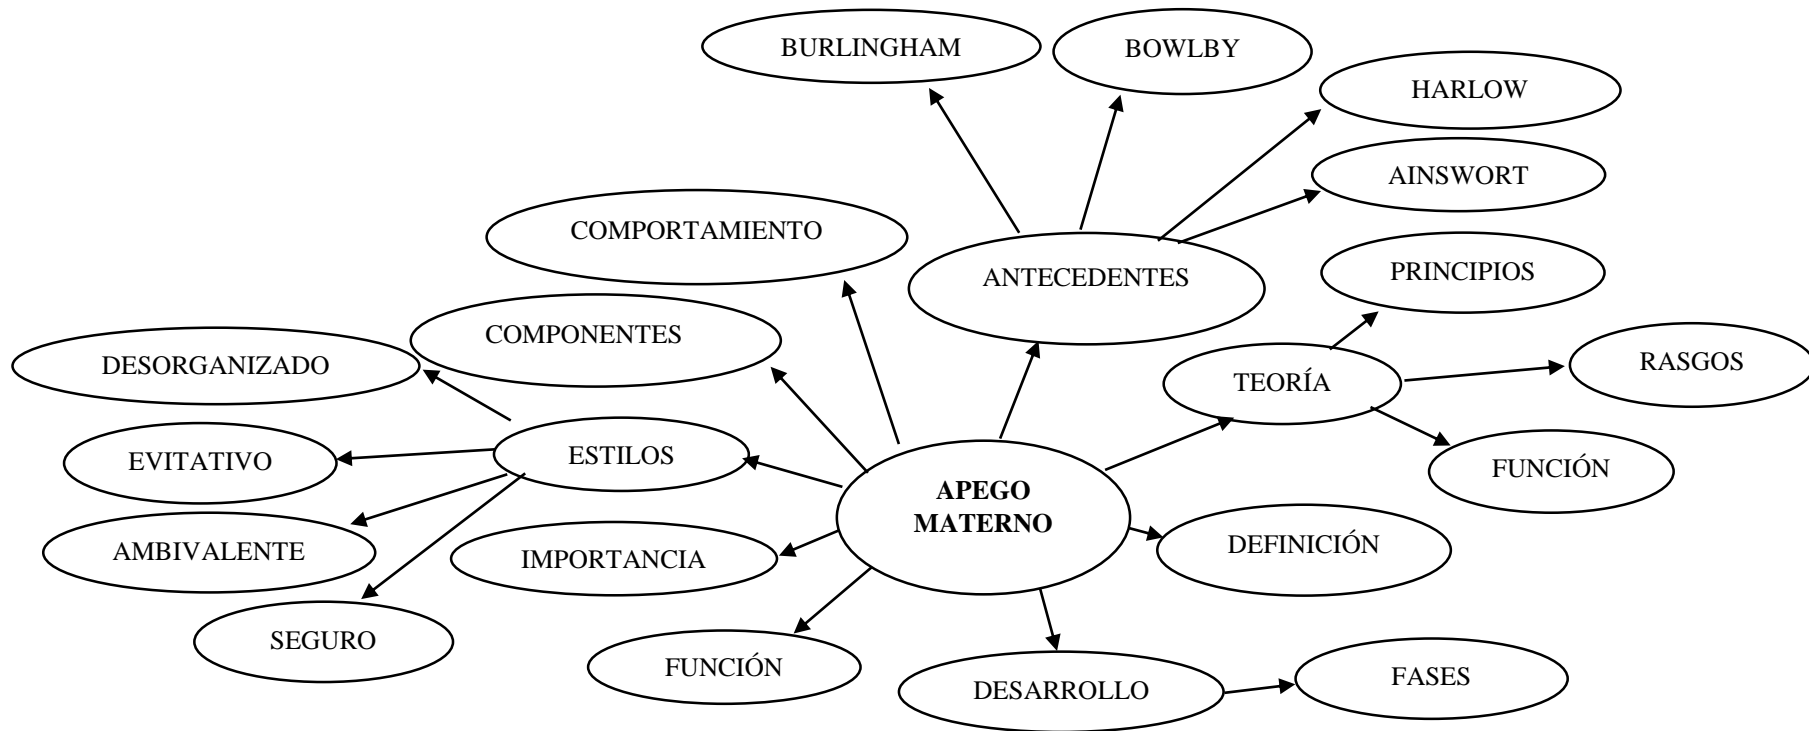 BURLINGHAM
BOWLBY
HARLOW
AINSWORT
COMPORTAMIENTO
ANTECEDENTES
PRINCIPIOS
COMPONENTES
DESORGANIZADO
TEORÍA
RASGOS
EVITATIVO
ESTILOS
FUNCIÓN
APEGO
MATERNO
AMBIVALENTE
IMPORTANCIA
DEFINICIÓN
SEGURO
FUNCIÓN
DESARROLLO
FASES